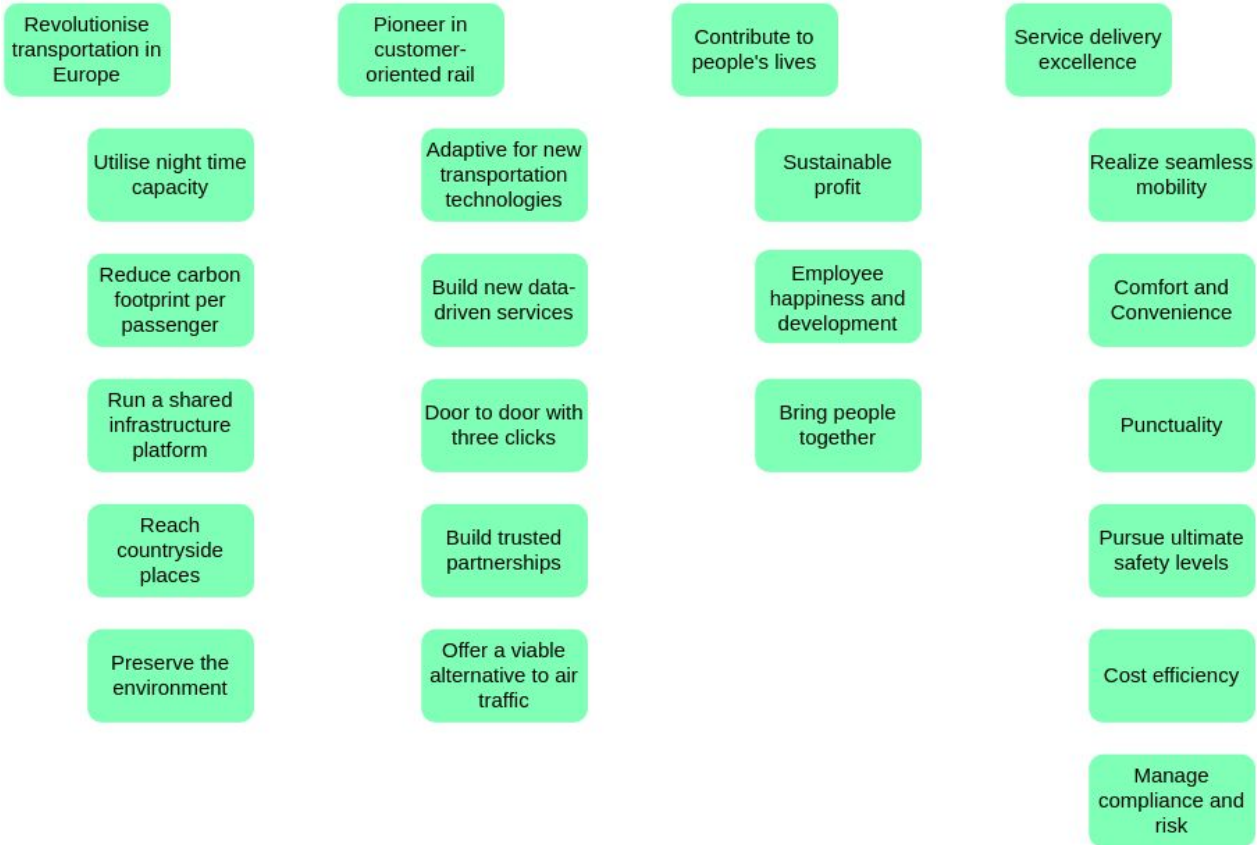 Revolutionise
transportation in
Europe
Utilise night time
capacity
Reduce carbon
footprint per
passenger
Run a shared
infrastructure
platform
Reach
countryside
places
Preserve the
environment
Pioneer in
customer-
oriented rail
Adaptive for new
transportation
technologies
Build new data-
driven services
Door to door with
three clicks
Build trusted
partnerships
Offer a viable
alternative to air
traffic
Contribute to
people's lives
Sustainable
profit
Employee
happiness and
development
Bring people
together
Service delivery
excellence
Realize seamless
mobility
Comfort and
Convenience
Punctuality
Pursue ultimate
safety levels
Cost efficiency
Manage
compliance and
risk